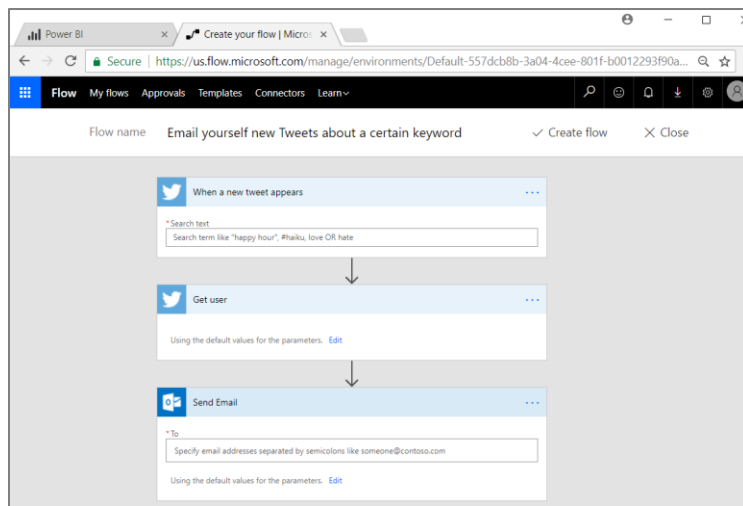 Power BI
Create your flow | Micros
Secure | https://us.flow.microsoft.com/manage/environments/Default-557dcb8b-3a04-4cee-801f-b0012293f90a...
Flow My flows Approvals Templates Connectors Learn
Flow name Email yourself new Tweets about a certain keyword Create flow Close
When a new tweet appears
* Search text
Search term like "happy hour", #haiku, love OR hate
Get user
Using the default values for the parameters. Edit
Send Email
* To
Specify email addresses separated by semicolons like someone@contoso.com
Using the default values for the parameters. Edit